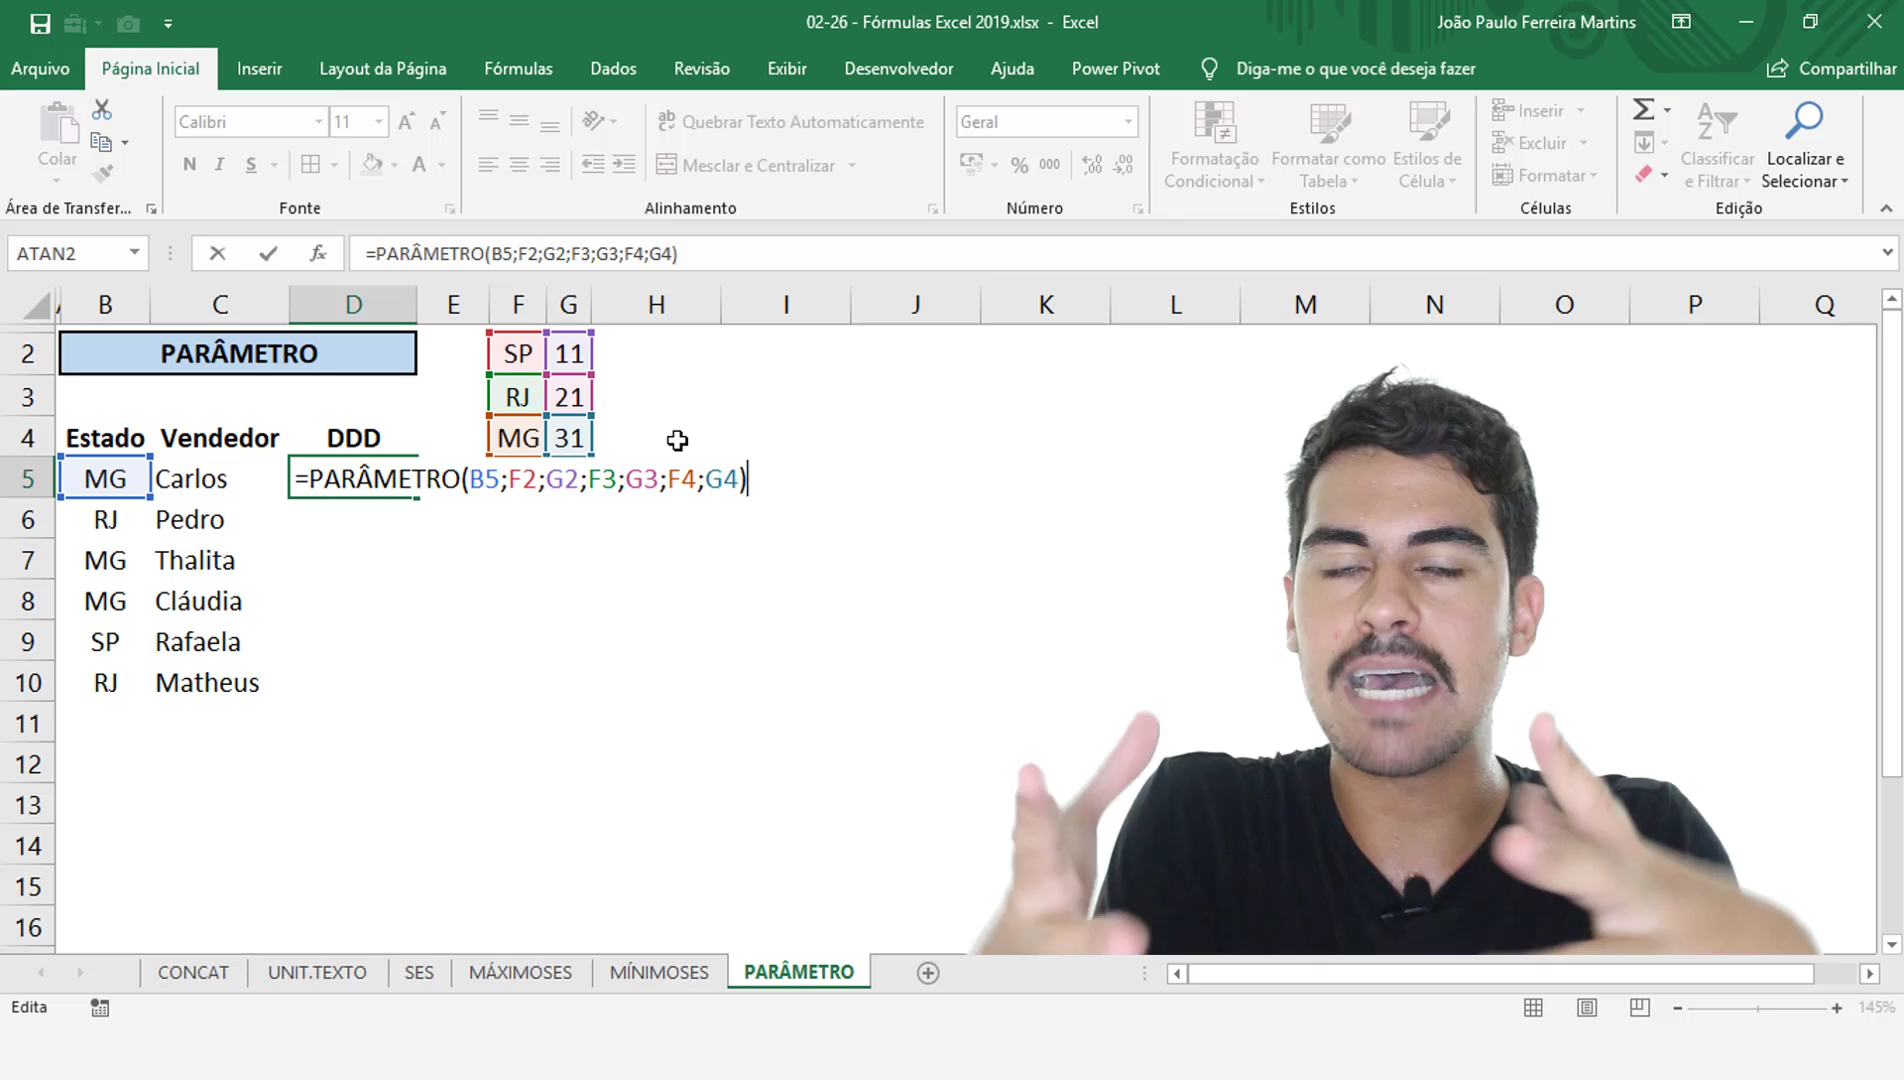 02-26 - Fórmulas Excel 2019.xlsx - Excel
João Paulo Ferreira Martins
Arquivo Página Inicial Inserir Layout da Página Fórmulas Dados Revisão Exibir Desenvolvedor Ajuda Power Pivot Diga-me o que você deseja fazer Compartilhar
Colar
Calibri 11
N I S
ab Quebrar Texto Automaticamente
Mesclar e Centralizar
Geral
% 000
Formatação Condicional
Formatar como Tabela
Estilos de Célula
Inserir
Excluir
Formatar
Classificar e Filtrar
Localizar e Selecionar
Área de Transfer... Fonte Alinhamento Número Estilos Células Edição
ATAN2 fx =PARÂMETRO(B5;F2;G2;F3;G3;F4;G4)
B C D E F G H I J K L M N O P Q
2 PARÂMETRO SP 11
3 RJ 21
4 Estado Vendedor DDD MG 31
5 MG Carlos =PARÂMETRO(B5;F2;G2;F3;G3;F4;G4)
6 RJ Pedro
7 MG Thalita
8 MG Cláudia
9 SP Rafaela
10 RJ Matheus
11
12
13
14
15
16
CONCAT UNIT.TEXTO SES MÁXIMOSES MÍNIMOSES PARÂMETRO
Edita 145%